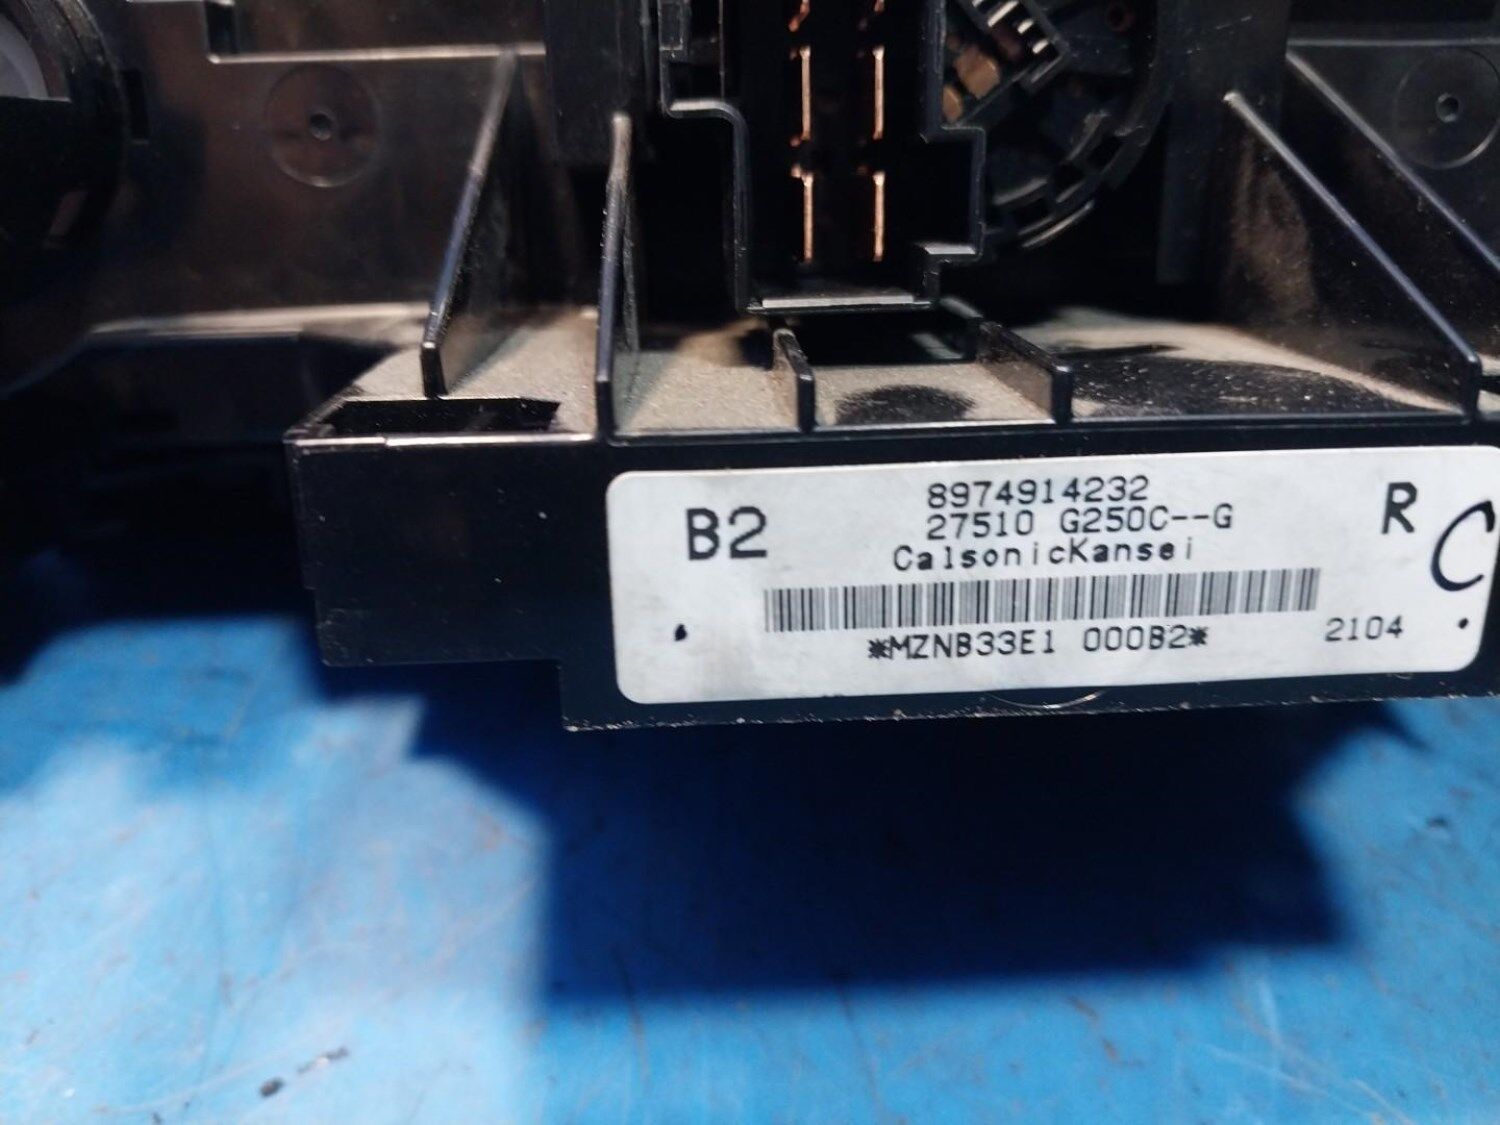 B2
8974914232
27510 G250C--G
CalsonicKansei
R
C
*MZNB33E1 000B2*
2104